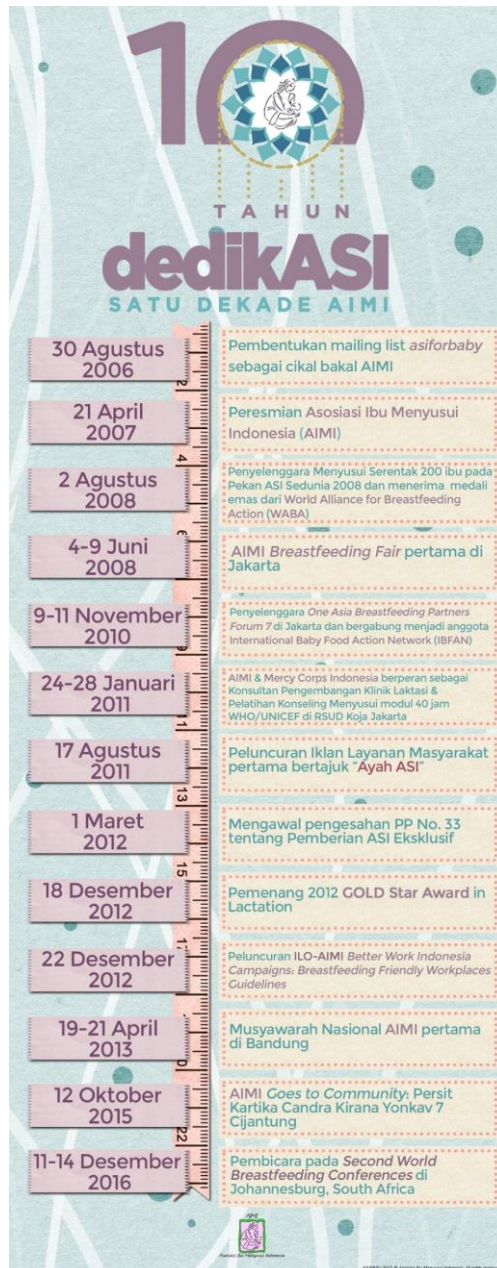 10
TAHUN
dedikASI
SATU DEKADE AIMI
30 Agustus
2006
Pembentukan mailing list asiforbaby
sebagai cikal bakal AIMI
21 April
2007
Peresmian Asosiasi Ibu Menyusui
Indonesia (AIMI)
2 Agustus
2008
Penyelenggara Menyusui Serentak 200 ibu pada
Pekan ASI Sedunia 2008 dan menerima medali
emas dari World Alliance for Breastfeeding
Action (WABA)
4-9 Juni
2008
AIMI Breastfeeding Fair pertama di
Jakarta
9-11 November
2010
Penyelenggara One Asia Breastfeeding Partners
Forum 7 di Jakarta dan bergabung menjadi anggota
International Baby Food Action Network (IBFAN)
24-28 Januari
2011
AIMI & Mercy Corps Indonesia berperan sebagai
Konsultan Pengembangan Klinik Laktasi &
Pelatihan Konseling Menyusui modul 40 jam
WHO/UNICEF di RSUD Koja Jakarta
17 Agustus
2011
Peluncuran Iklan Layanan Masyarakat
pertama bertajuk "Ayah ASI"
13
1 Maret
2012
Mengawal pengesahan PP No. 33
tentang Pemberian ASI Eksklusif
15
18 Desember
2012
Pemenang 2012 GOLD Star Award in
Lactation
22 Desember
2012
Peluncuran ILO-AIMI Better Work Indonesia
Campaigns: Breastfeeding Friendly Workplaces
Guidelines
19-21 April
2013
Musyawarah Nasional AIMI pertama
di Bandung
12 Oktober
2015
AIMI Goes to Community: Persit
Kartika Candra Kirana Yonkav 7
Cijantung
22
11-14 Desember
2016
Pembicara pada Second World
Breastfeeding Conferences di
Johannesburg, South Africa
AIMI
Asosiasi Ibu Menyusui Indonesia